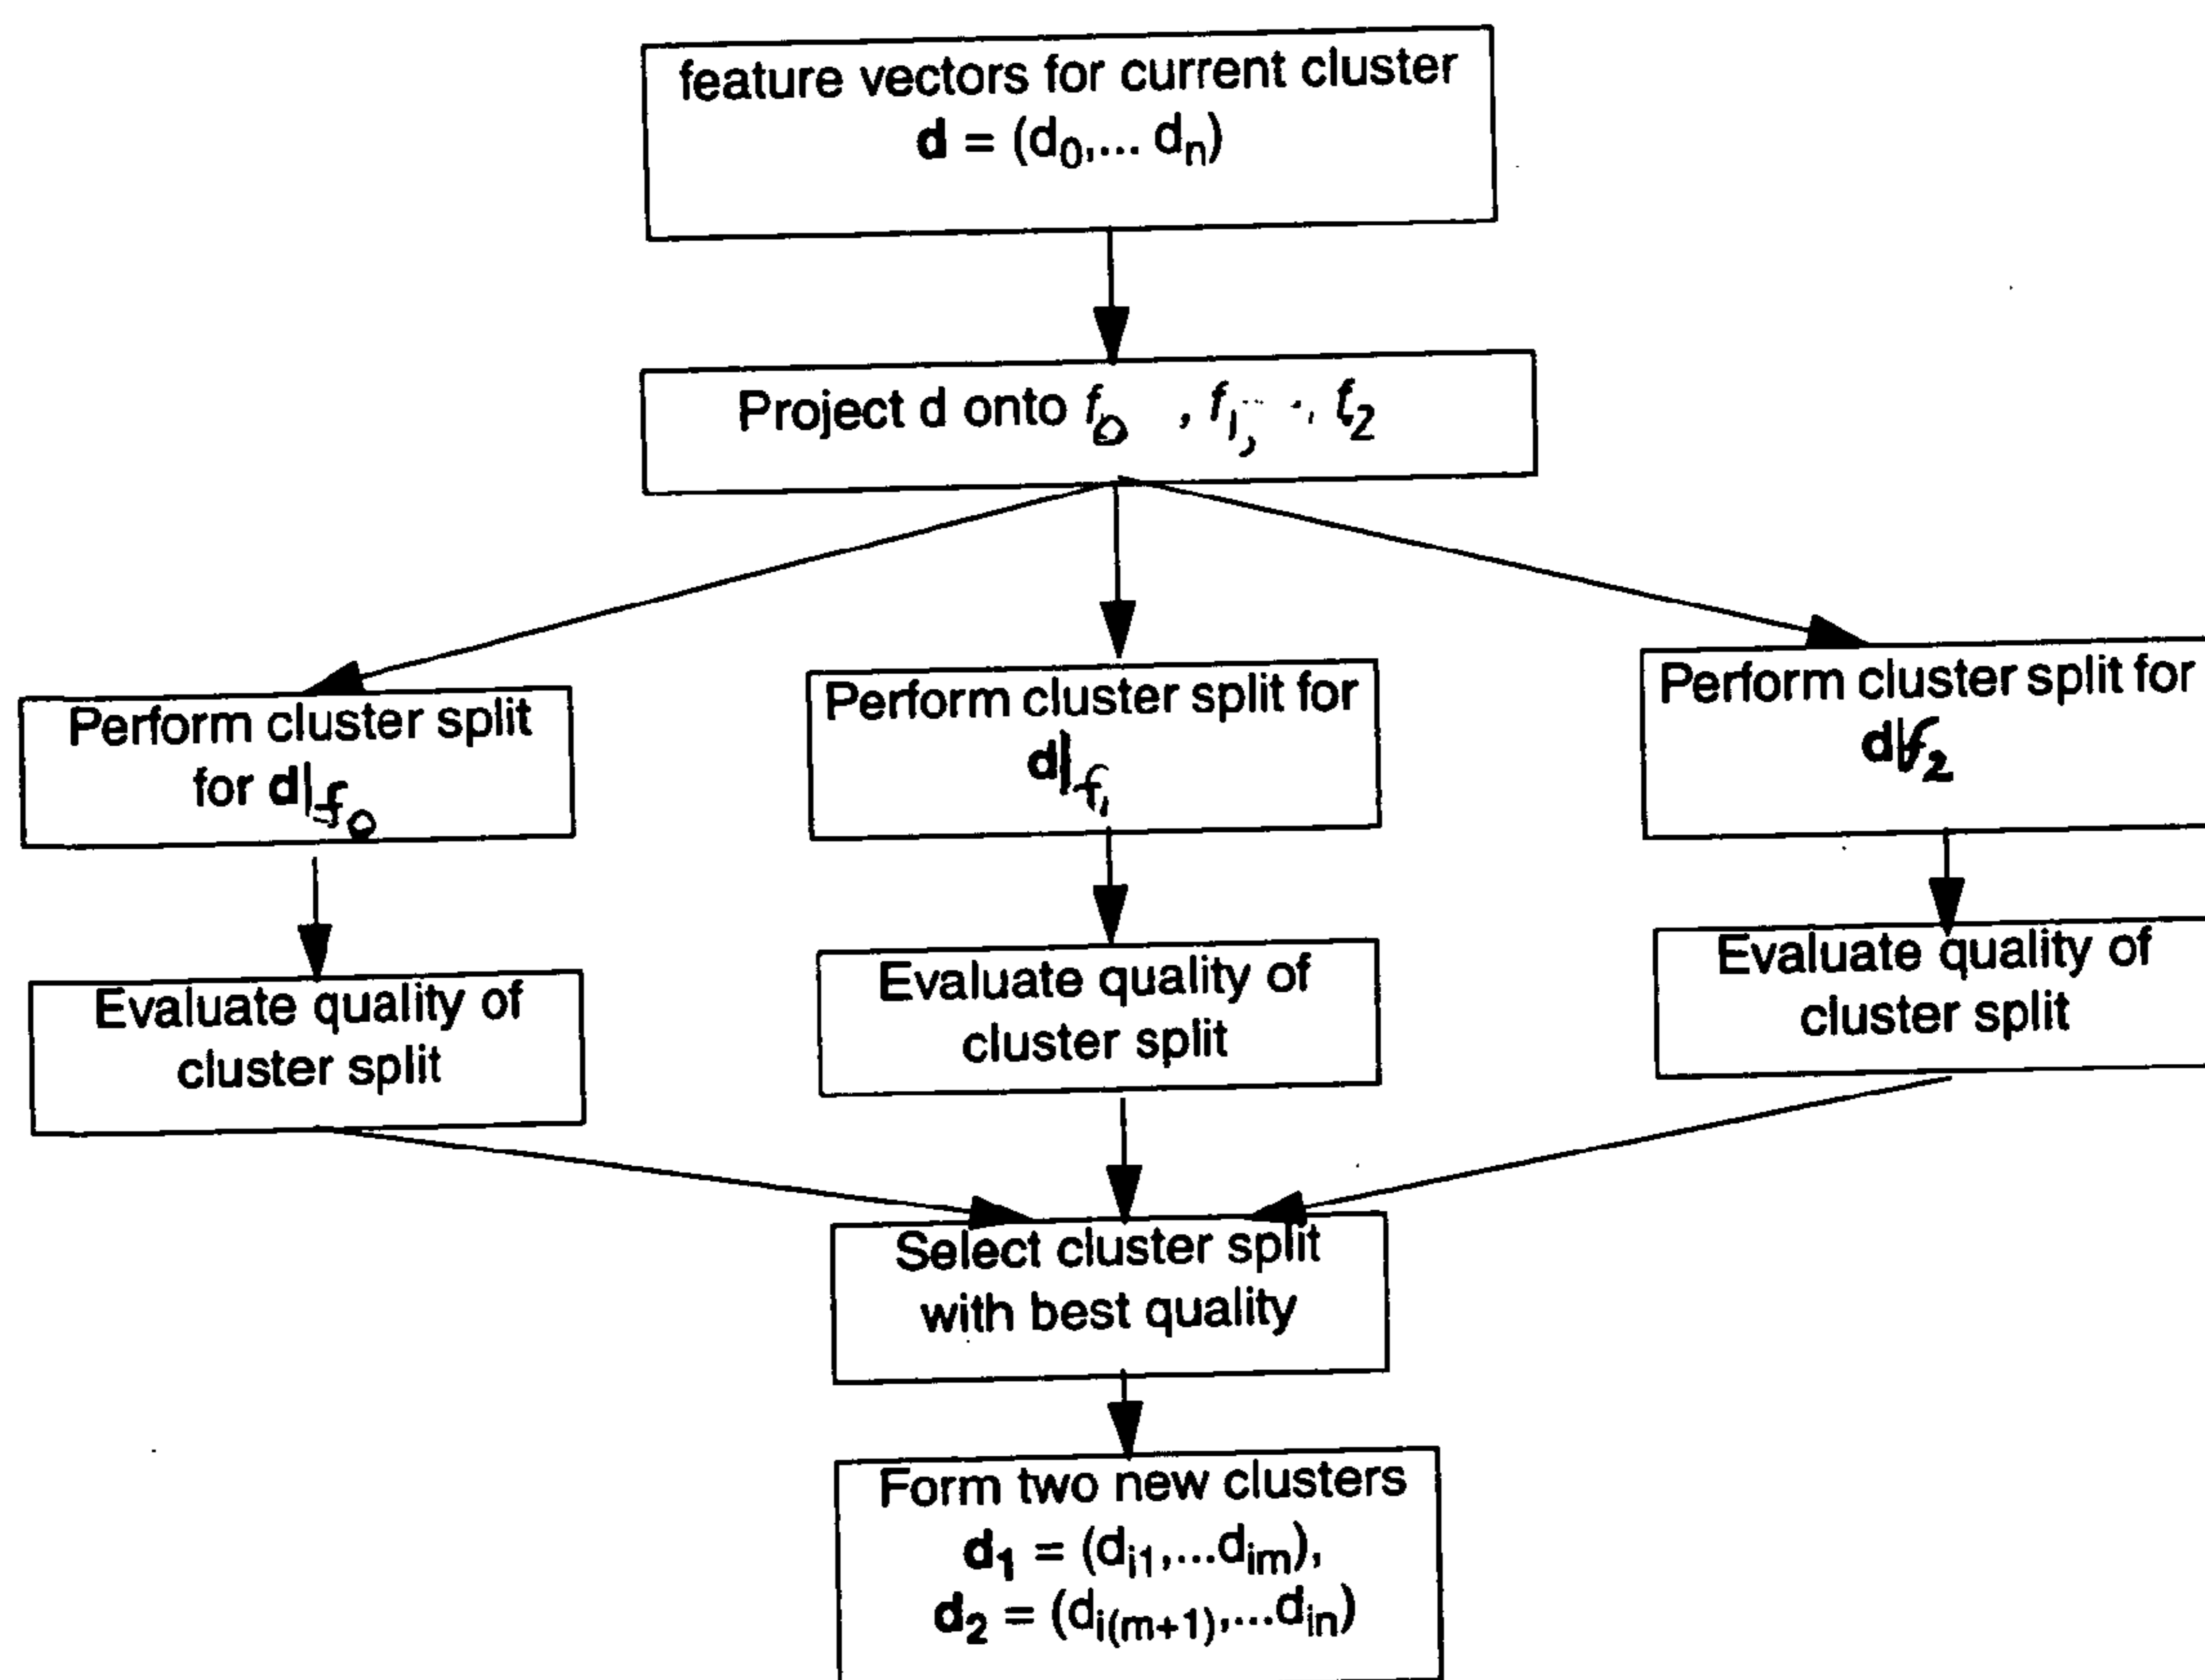 feature vectors for current cluster
d = (d₀,... dₙ)
Project d onto f₀ , f₁, . . , f₂
Perform cluster split
for d|f₀
Perform cluster split for
d|f₁
Perform cluster split for
d|f₂
Evaluate quality of
cluster split
Evaluate quality of
cluster split
Evaluate quality of
cluster split
Select cluster split
with best quality
Form two new clusters
d₁ = (dᵢ₁,...dᵢₘ),
d₂ = (dᵢ₍ₘ₊₁₎,...dᵢₙ)